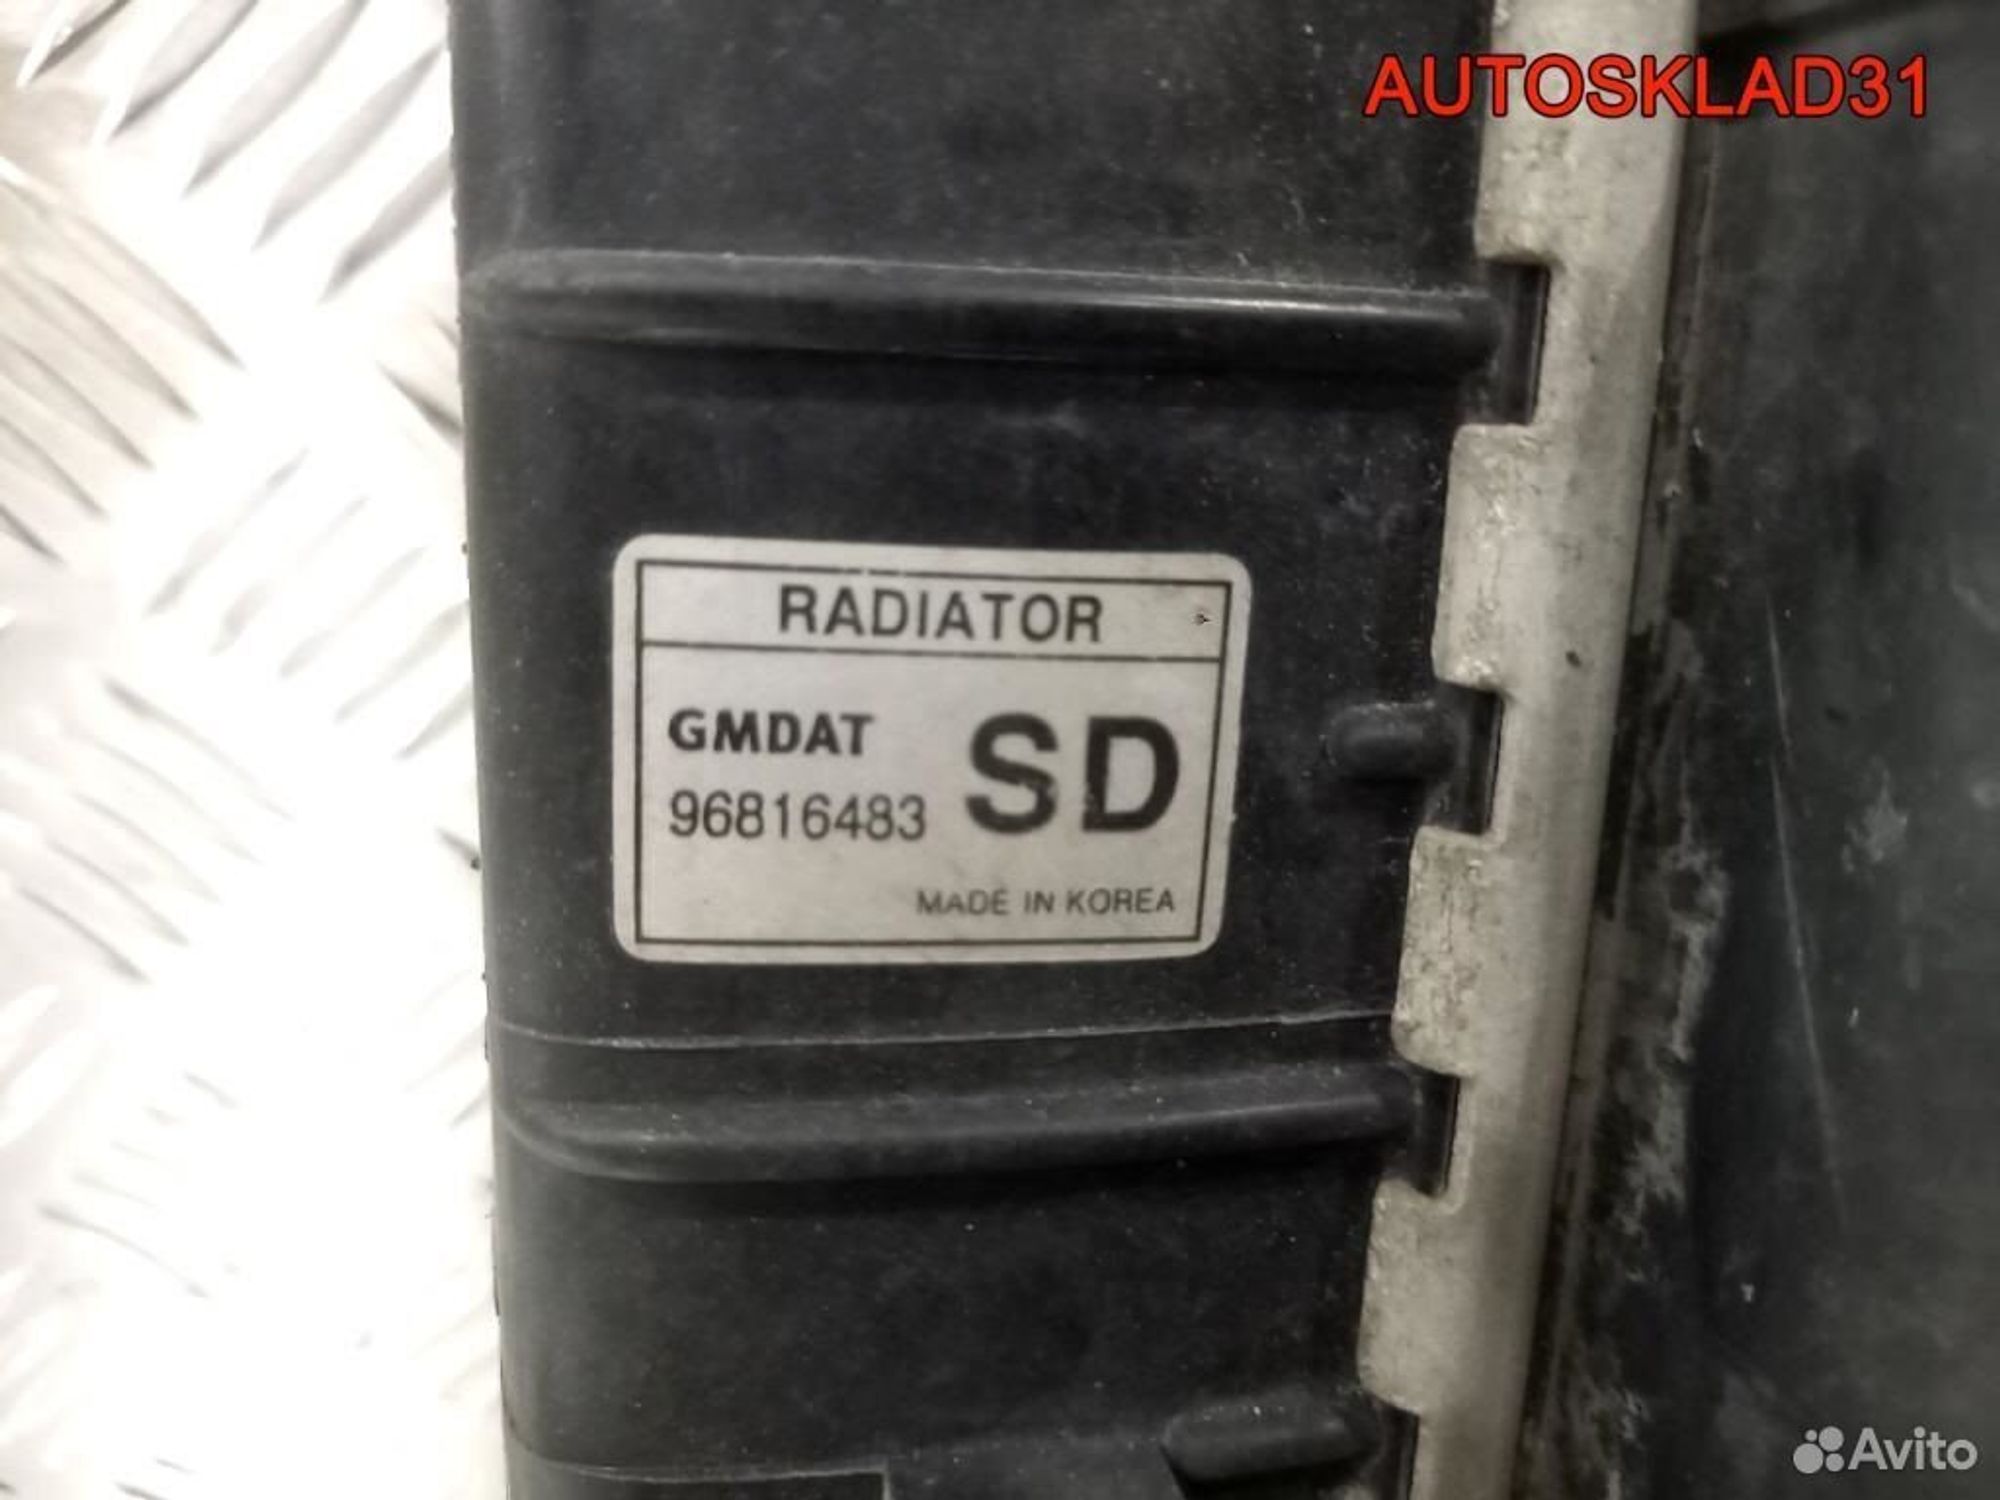 AUTOSKLAD31
RADIATOR
GMDAT
SD
96816483
MADE IN KOREA
Avito